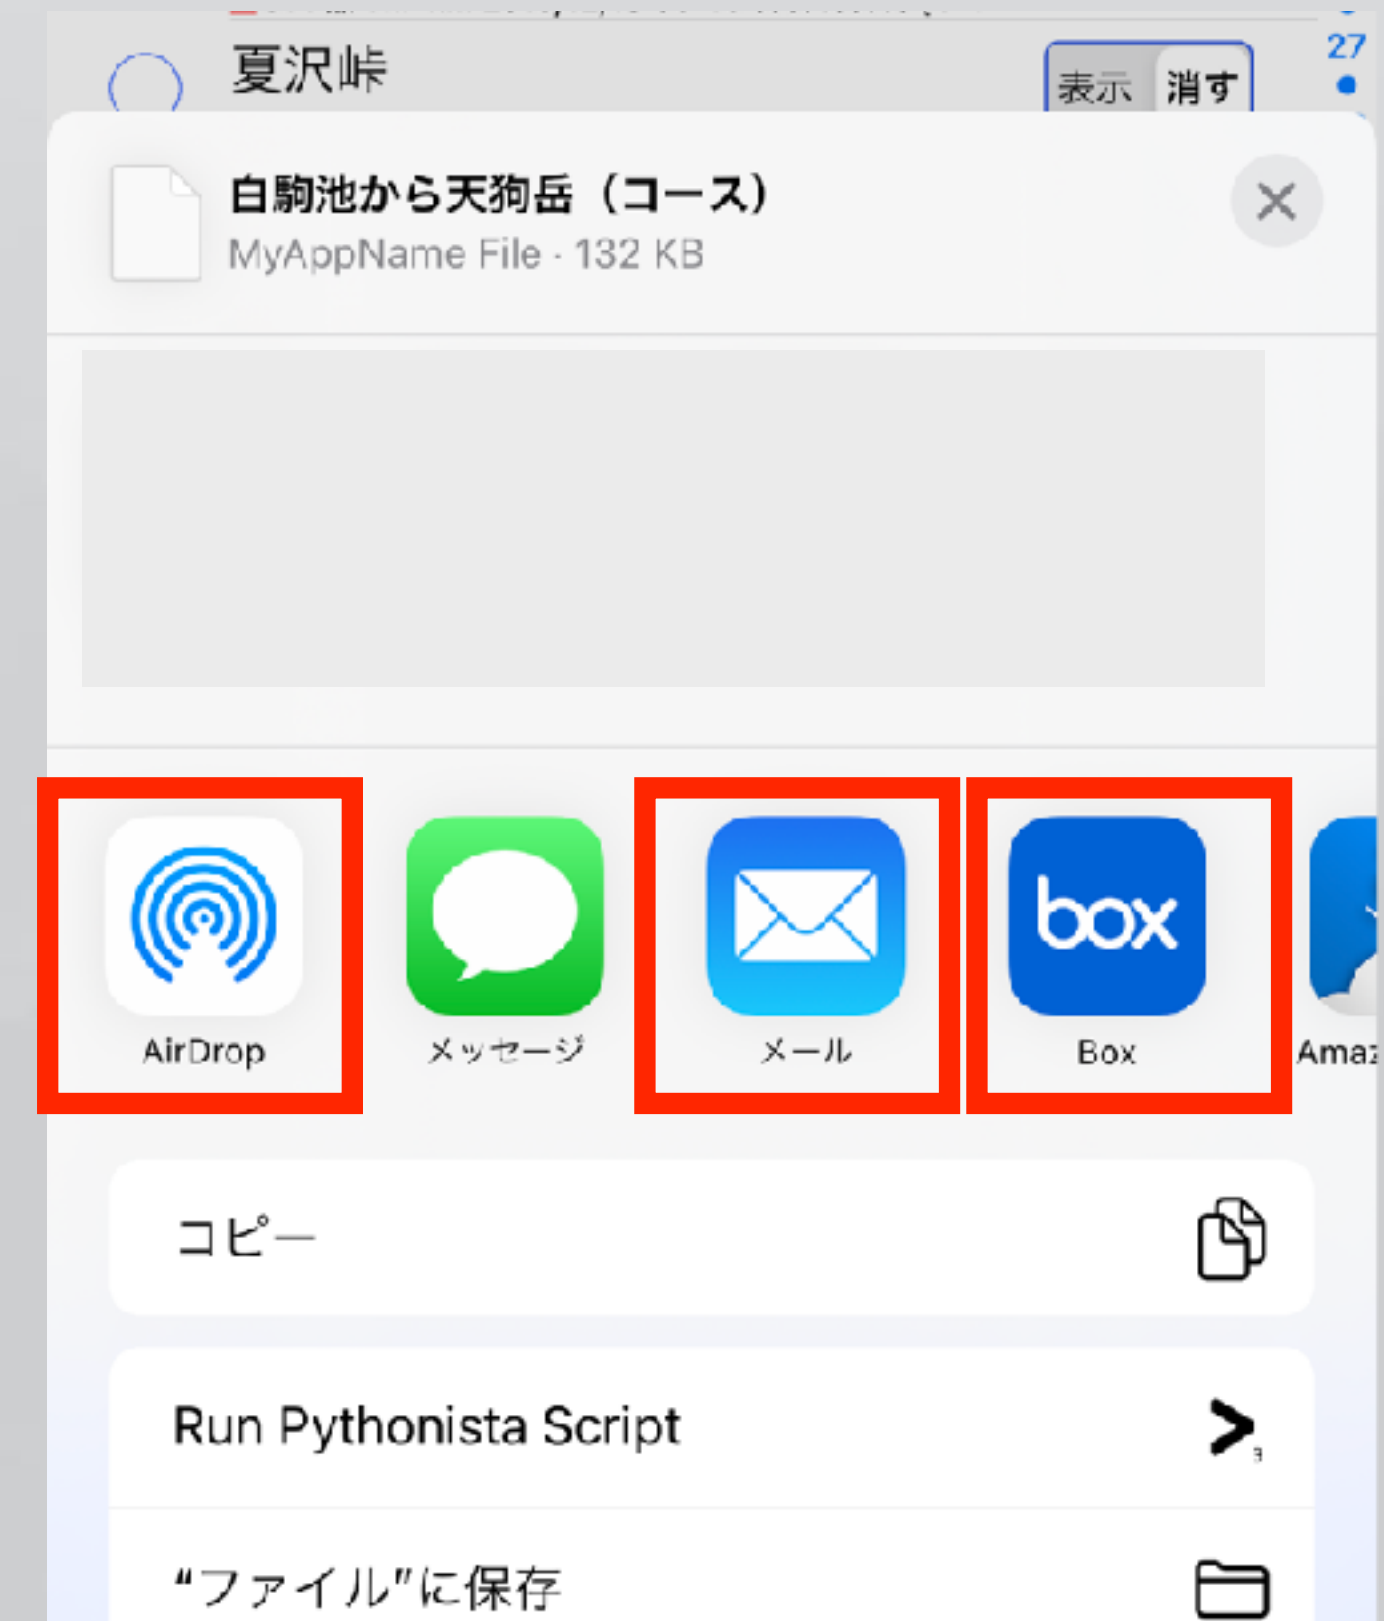 夏沢峠
表示 消す
27
白駒池から天狗岳（コース）
MyAppName File · 132 KB
box
AirDrop
メッセージ
メール
Box
コピー
Run Pythonista Script
3
“ファイル”に保存